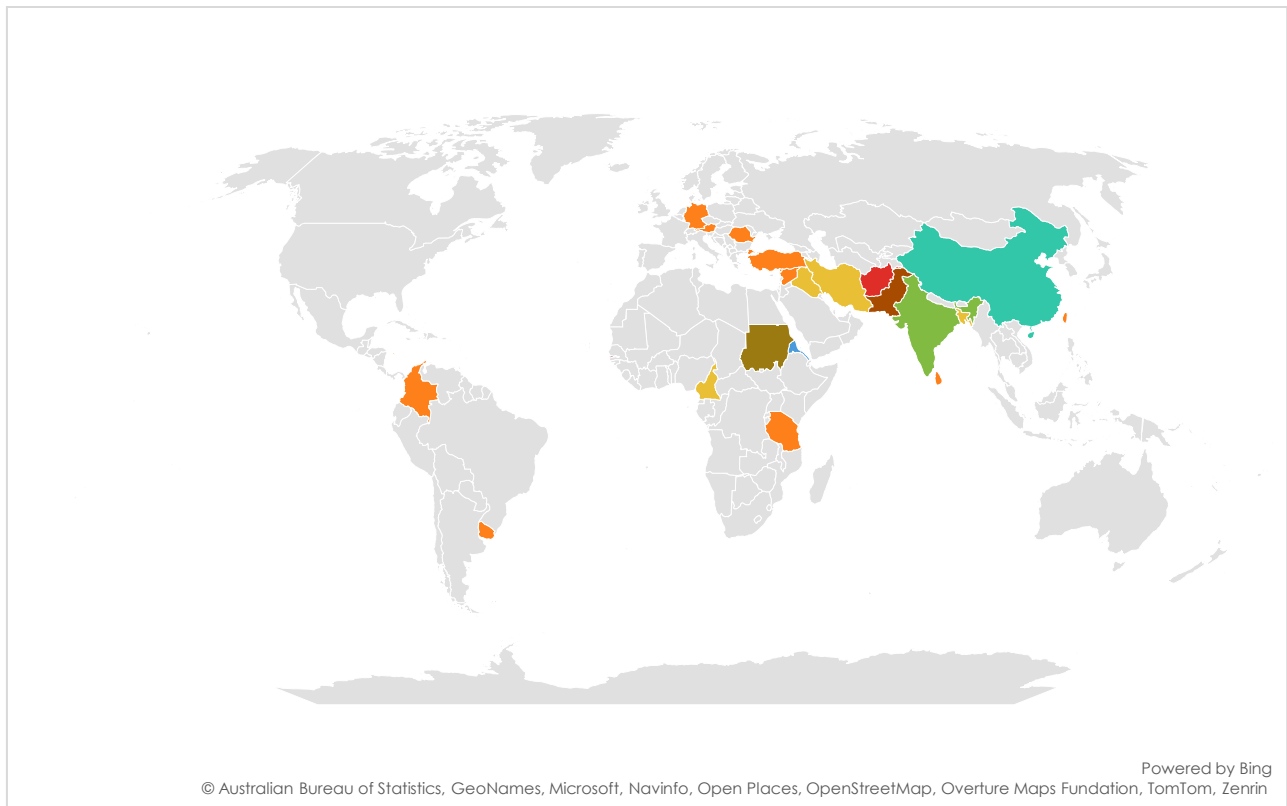 Powered by Bing
© Australian Bureau of Statistics, GeoNames, Microsoft, Navinfo, Open Places, OpenStreetMap, Overture Maps Fundation, TomTom, Zenrin